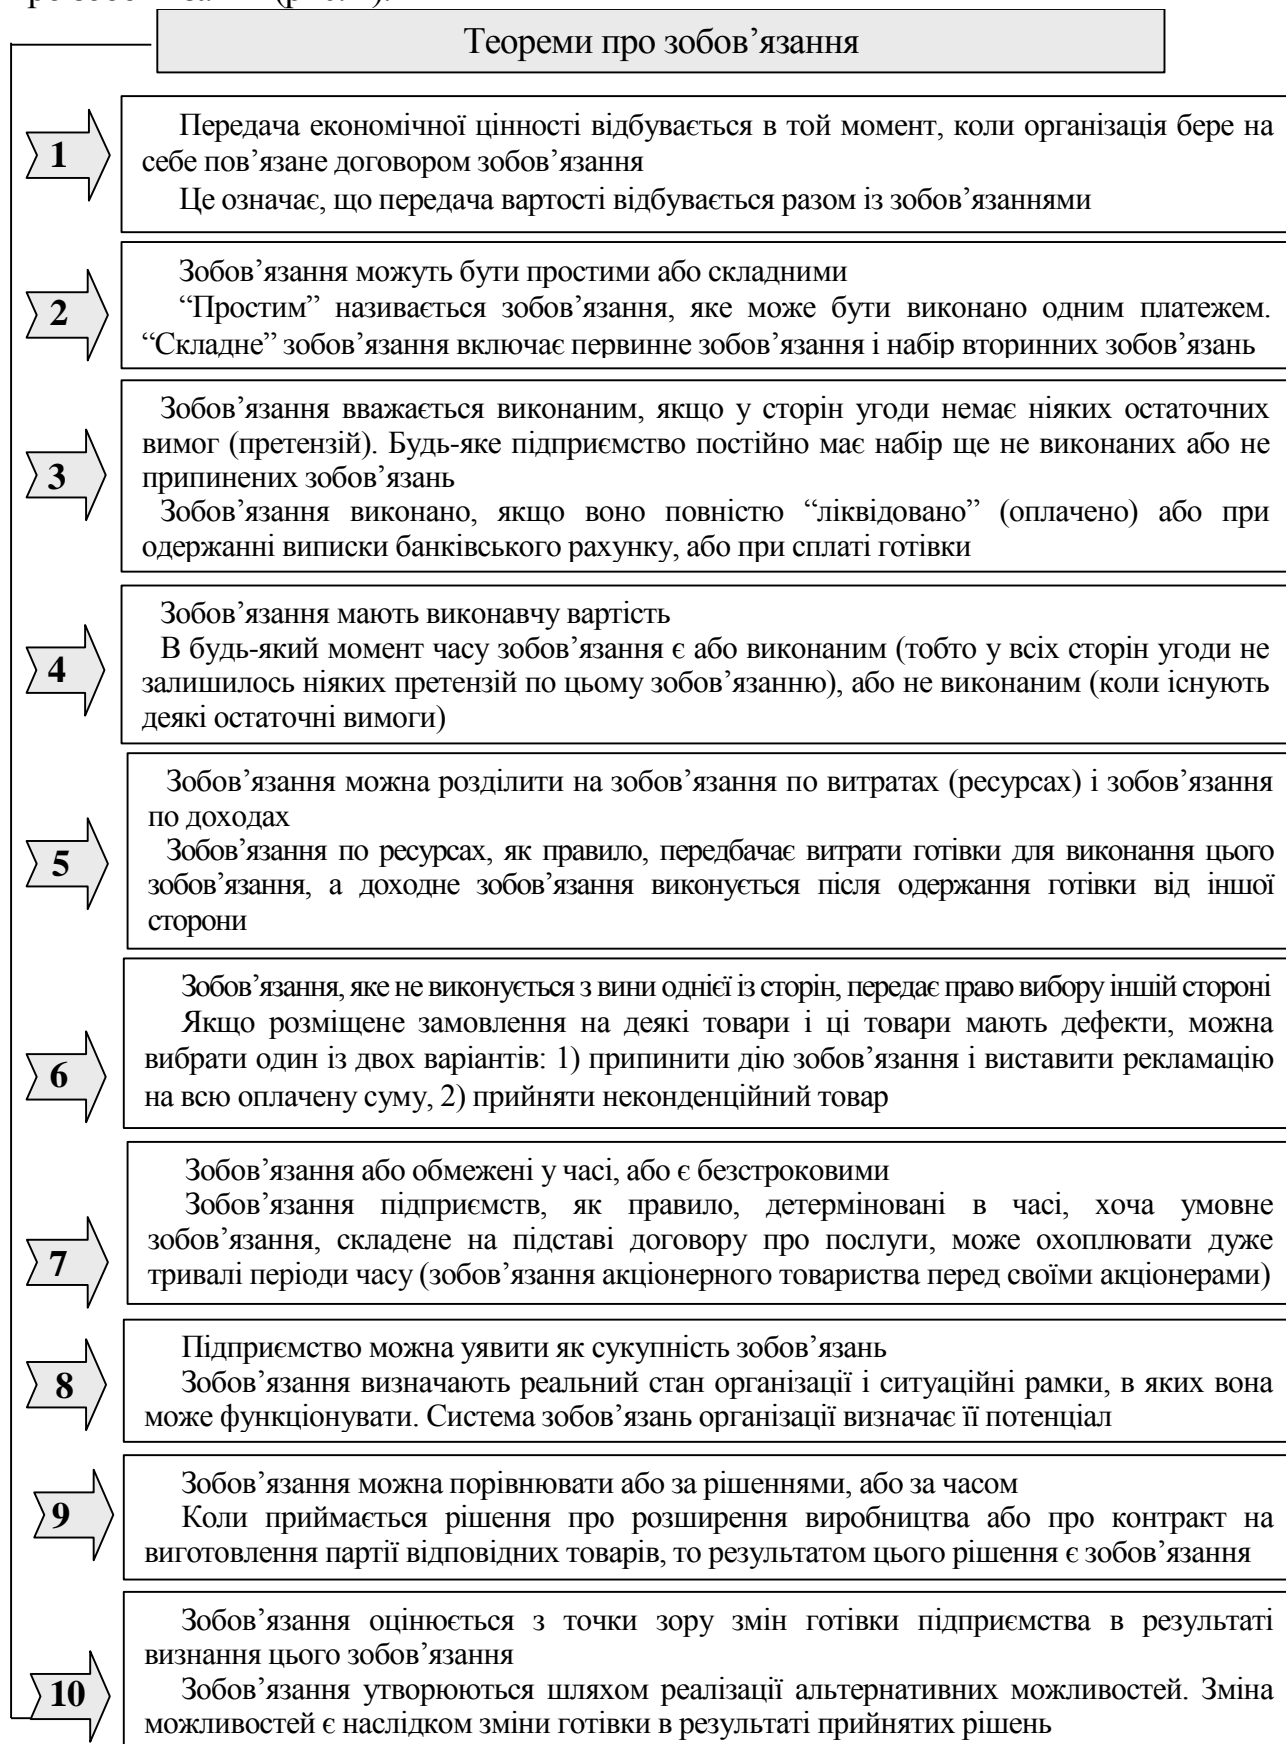 Теореми про зобов’язання
1
Передача економічної цінності відбувається в той момент, коли організація бере на
себе пов’язане договором зобов’язання
Це означає, що передача вартості відбувається разом із зобов’язаннями
2
Зобов’язання можуть бути простими або складними
“Простим” називається зобов’язання, яке може бути виконано одним платежем.
“Складне” зобов’язання включає первинне зобов’язання і набір вторинних зобов’язань
3
Зобов’язання вважається виконаним, якщо у сторін угоди немає ніяких остаточних
вимог (претензій). Будь-яке підприємство постійно має набір ще не виконаних або не
припинених зобов’язань
Зобов’язання виконано, якщо воно повністю “ліквідовано” (оплачено) або при
одержанні виписки банківського рахунку, або при сплаті готівки
4
Зобов’язання мають виконавчу вартість
В будь-який момент часу зобов’язання є або виконаним (тобто у всіх сторін угоди не
залишилось ніяких претензій по цьому зобов’язанню), або не виконаним (коли існують
деякі остаточні вимоги)
5
Зобов’язання можна розділити на зобов’язання по витратах (ресурсах) і зобов’язання
по доходах
Зобов’язання по ресурсах, як правило, передбачає витрати готівки для виконання цього
зобов’язання, а доходне зобов’язання виконується після одержання готівки від іншої
сторони
6
Зобов’язання, яке не виконується з вини однієї із сторін, передає право вибору іншій стороні
Якщо розміщене замовлення на деякі товари і ці товари мають дефекти, можна
вибрати один із двох варіантів: 1) припинити дію зобов’язання і виставити рекламацію
на всю оплачену суму, 2) прийняти неконденційний товар
7
Зобов’язання або обмежені у часі, або є безстроковими
Зобов’язання підприємств, як правило, детерміновані в часі, хоча умовне
зобов’язання, складене на підставі договору про послуги, може охоплювати дуже
тривалі періоди часу (зобов’язання акціонерного товариства перед своїми акціонерами)
8
Підприємство можна уявити як сукупність зобов’язань
Зобов’язання визначають реальний стан організації і ситуаційні рамки, в яких вона
може функціонувати. Система зобов’язань організації визначає її потенціал
9
Зобов’язання можна порівнювати або за рішеннями, або за часом
Коли приймається рішення про розширення виробництва або про контракт на
виготовлення партії відповідних товарів, то результатом цього рішення є зобов’язання
10
Зобов’язання оцінюється з точки зору змін готівки підприємства в результаті
визнання цього зобов’язання
Зобов’язання утворюються шляхом реалізації альтернативних можливостей. Зміна
можливостей є наслідком зміни готівки в результаті прийнятих рішень